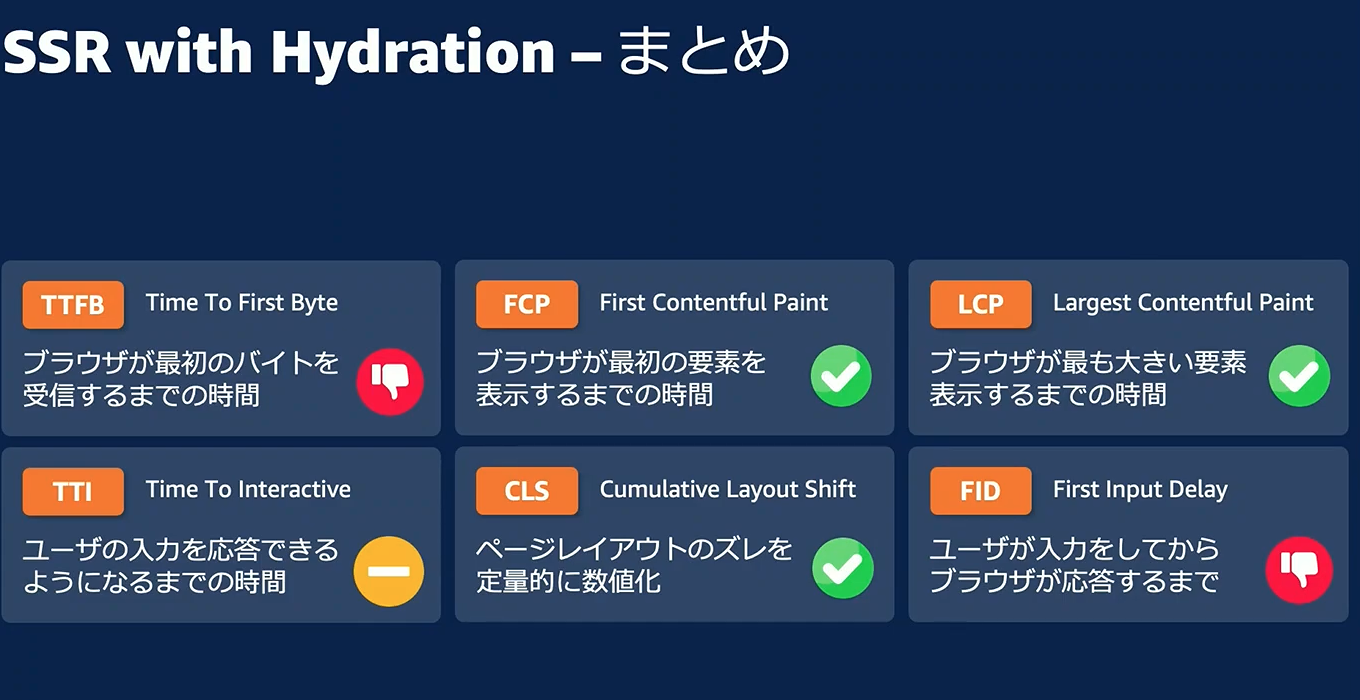 SSR with Hydration – まとめ
TTFB Time To First Byte
ブラウザが最初のバイトを
受信するまでの時間
FCP First Contentful Paint
ブラウザが最初の要素を
表示するまでの時間
LCP Largest Contentful Paint
ブラウザが最も大きい要素
表示するまでの時間
TTI Time To Interactive
ユーザの入力を応答できる
ようになるまでの時間
CLS Cumulative Layout Shift
ページレイアウトのズレを
定量的に数値化
FID First Input Delay
ユーザが入力をしてから
ブラウザが応答するまで